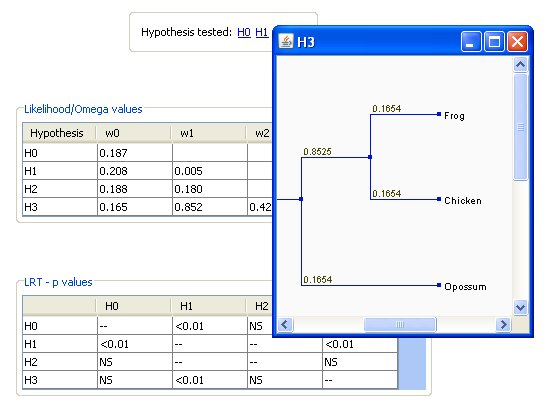 Hypothesis tested: H0 H1
H3
Likelihood/Omega values
Hypothesis w0 w1 w2
H0 0.187
H1 0.208 0.005
H2 0.188 0.180
H3 0.165 0.852 0.42
0.1654
Frog
0.8525
0.1654
Chicken
0.1654
Opossum
LRT - p values
H0 H1 H2
H0 -- <0.01 NS
H1 <0.01 -- -- <0.01
H2 NS -- -- NS
H3 NS <0.01 NS --